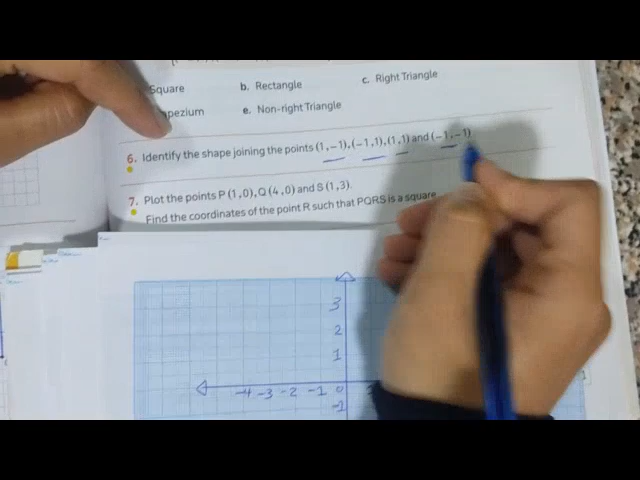 Square
b. Rectangle
c. Right Triangle
e. Non-right Triangle
6. Identify the shape joining the points (1,-1),(-1,1),(1,1) and (-1,-1)
7. Plot the points P(1,0),Q(4,0) and S(1,3).
Find the coordinates of the point R such that PQRS is a square
3
2
1
-4 -3 -2 -1 0
-1